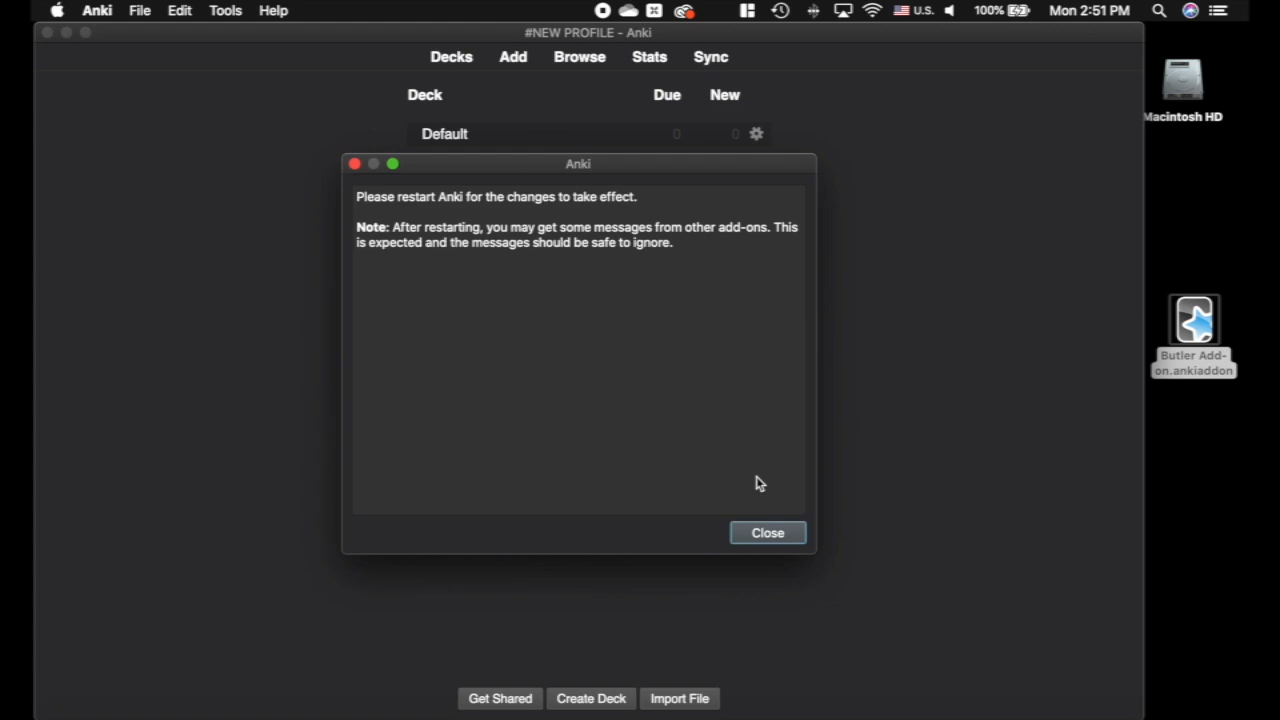 Anki File Edit Tools Help U.S. 100% Mon 2:51 PM
#NEW PROFILE - Anki
Decks Add Browse Stats Sync
Deck Due New
Default 0 0
Macintosh HD
Anki
Please restart Anki for the changes to take effect.
Note: After restarting, you may get some messages from other add-ons. This
is expected and the messages should be safe to ignore.
Butler Add-
on.ankiaddon
Close
Get Shared Create Deck Import File